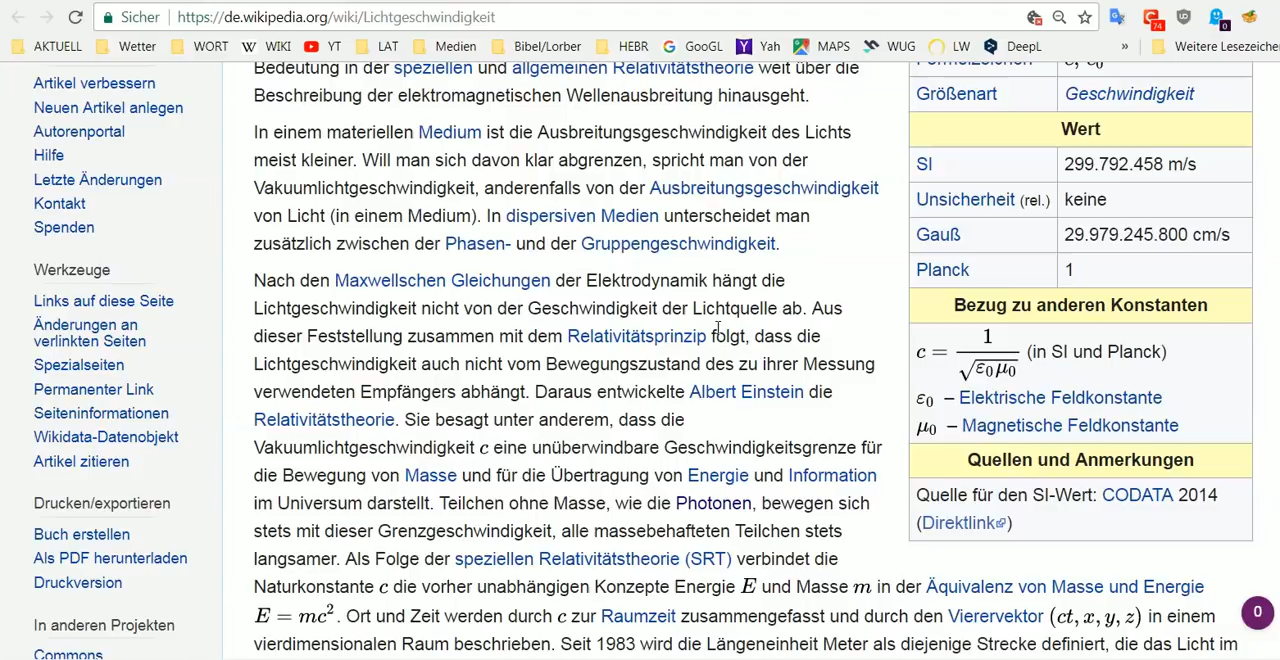 Sicher https://de.wikipedia.org/wiki/Lichtgeschwindigkeit
74 0
AKTUELL Wetter WORT W WIKI YT LAT Medien Bibel/Lorber HEBR GooGL Yah MAPS WUG LW DeepL » Weitere Lesezeichen
Artikel verbessern
Neuen Artikel anlegen
Autorenportal
Hilfe
Letzte Änderungen
Kontakt
Spenden
Werkzeuge
Links auf diese Seite
Änderungen an
verlinkten Seiten
Spezialseiten
Permanenter Link
Seiteninformationen
Wikidata-Datenobjekt
Artikel zitieren
Drucken/exportieren
Buch erstellen
Als PDF herunterladen
Druckversion
In anderen Projekten
Commons
Bedeutung in der speziellen und allgemeinen Relativitätstheorie weit über die
Beschreibung der elektromagnetischen Wellenausbreitung hinausgeht.
In einem materiellen Medium ist die Ausbreitungsgeschwindigkeit des Lichts
meist kleiner. Will man sich davon klar abgrenzen, spricht man von der
Vakuumlichtgeschwindigkeit, anderenfalls von der Ausbreitungsgeschwindigkeit
von Licht (in einem Medium). In dispersiven Medien unterscheidet man
zusätzlich zwischen der Phasen- und der Gruppengeschwindigkeit.
Nach den Maxwellschen Gleichungen der Elektrodynamik hängt die
Lichtgeschwindigkeit nicht von der Geschwindigkeit der Lichtquelle ab. Aus
dieser Feststellung zusammen mit dem Relativitätsprinzip folgt, dass die
Lichtgeschwindigkeit auch nicht vom Bewegungszustand des zu ihrer Messung
verwendeten Empfängers abhängt. Daraus entwickelte Albert Einstein die
Relativitätstheorie. Sie besagt unter anderem, dass die
Vakuumlichtgeschwindigkeit c eine unüberwindbare Geschwindigkeitsgrenze für
die Bewegung von Masse und für die Übertragung von Energie und Information
im Universum darstellt. Teilchen ohne Masse, wie die Photonen, bewegen sich
stets mit dieser Grenzgeschwindigkeit, alle massebehafteten Teilchen stets
langsamer. Als Folge der speziellen Relativitätstheorie (SRT) verbindet die
Naturkonstante c die vorher unabhängigen Konzepte Energie E und Masse m in der Äquivalenz von Masse und Energie
E = mc². Ort und Zeit werden durch c zur Raumzeit zusammengefasst und durch den Vierervektor (ct, x, y, z) in einem
vierdimensionalen Raum beschrieben. Seit 1983 wird die Längeneinheit Meter als diejenige Strecke definiert, die das Licht im
Formelzeichen c, c₀
Größenart Geschwindigkeit
Wert
SI 299.792.458 m/s
Unsicherheit (rel.) keine
Gauß 29.979.245.800 cm/s
Planck 1
Bezug zu anderen Konstanten
c = 1/√ε₀μ₀ (in SI und Planck)
ε₀ – Elektrische Feldkonstante
μ₀ – Magnetische Feldkonstante
Quellen und Anmerkungen
Quelle für den SI-Wert: CODATA 2014
(Direktlink)
0